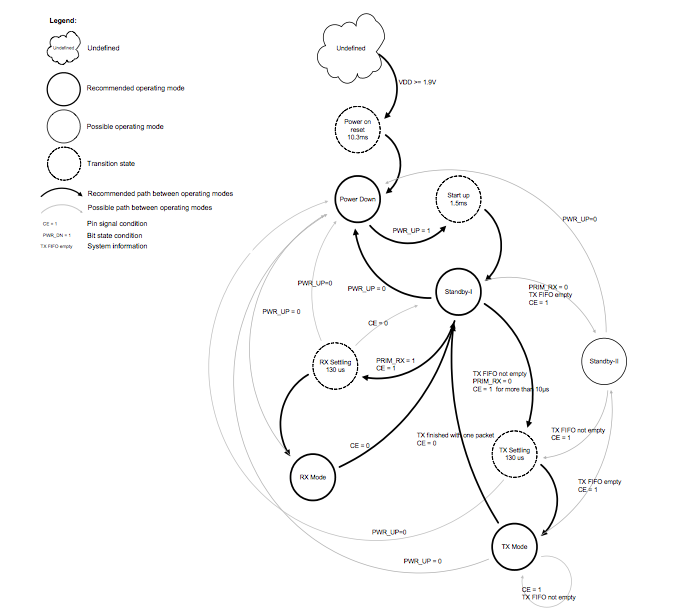 Legend:
Undefined
Undefined
Recommended operating mode
Possible operating mode
Transition state
Recommended path between operating modes
Possible path between operating modes
CE = 1
Pin signal condition
PWR_DN = 1
Bit state condition
TX FIFO empty
System information
Undefined
VDD >= 1.9V
Power on
reset
10.3ms
Power Down
Start up
1.5ms
PWR_UP = 1
PWR_UP=0
PWR_UP=0
PWR_UP = 0
Standby-I
PRIM_RX = 0
TX FIFO empty
CE = 1
PWR_UP = 0
CE = 0
RX Settling
130 us
PRIM_RX = 1
CE = 1
Standby-II
TX FIFO not empty
PRIM_RX = 0
CE = 1 for more than 10µs
TX FIFO not empty
CE = 1
TX finished with one packet
CE = 0
CE = 0
TX Settling
130 us
RX Mode
TX FIFO empty
CE = 1
PWR_UP=0
TX Mode
PWR_UP = 0
CE = 1
TX FIFO not empty